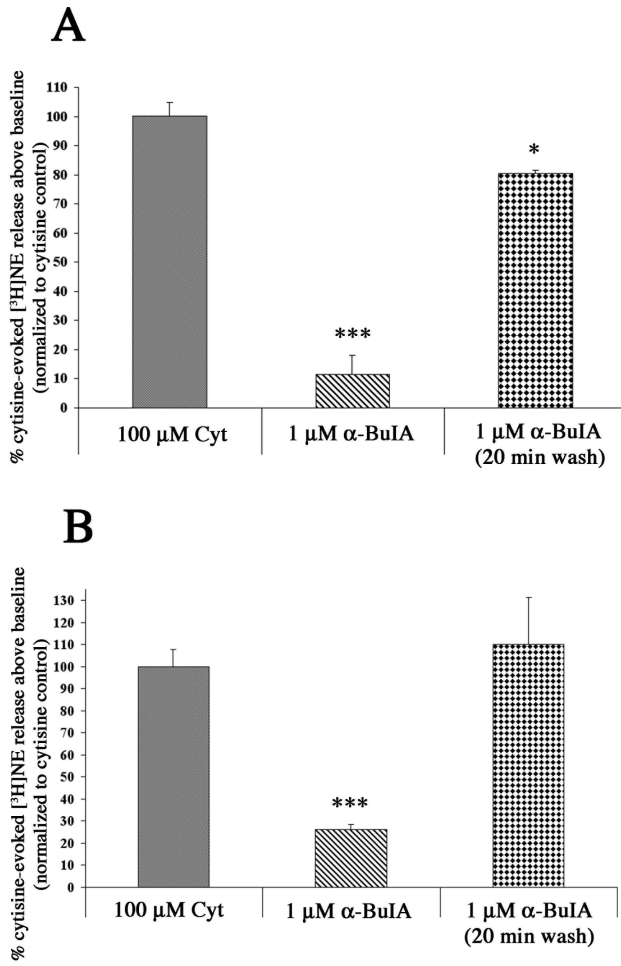 A
% cytisine-evoked [³H]NE release above baseline
(normalized to cytisine control)
110
100
90
80
70
60
50
40
30
20
10
0
***
*
100 µM Cyt
1 µM α-BuIA
1 µM α-BuIA
(20 min wash)
B
% cytisine-evoked [³H]NE release above baseline
(normalized to cytisine control)
130
120
110
100
90
80
70
60
50
40
30
20
10
0
***
100 µM Cyt
1 µM α-BuIA
1 µM α-BuIA
(20 min wash)